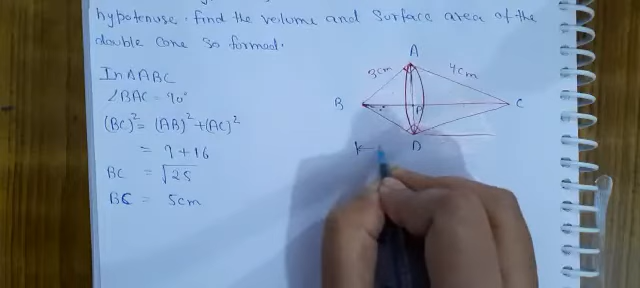 hypotenuse. Find the volume and surface area of the
double cone so formed.
In △ABC
∠BAC = 90°
(BC)² = (AB)² + (AC)²
= 9 + 16
BC = √25
BC = 5cm
A
3cm
4cm
B
C
D